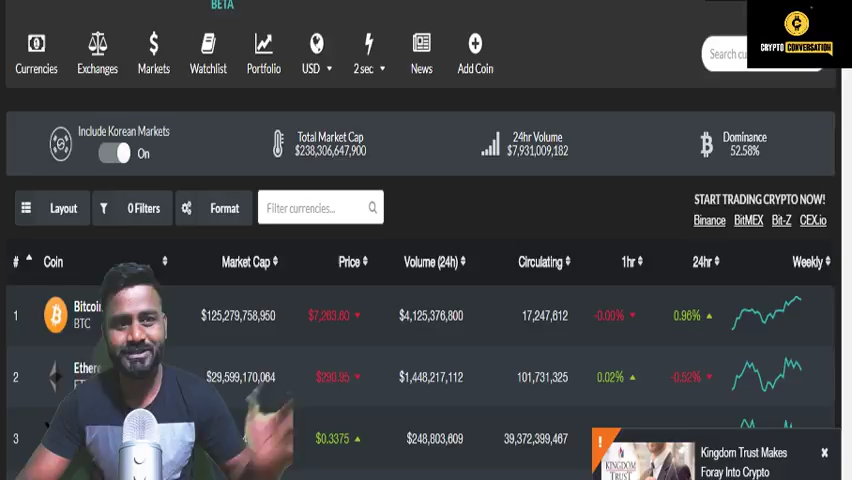 BETA
Currencies Exchanges Markets Watchlist Portfolio USD 2 sec News Add Coin
CRYPTO CONVERSATION
Include Korean Markets
On
Total Market Cap
$238,306,647,900
24hr Volume
$7,931,009,182
Dominance
52.58%
Layout 0 Filters Format Filter currencies...
START TRADING CRYPTO NOW!
Binance BitMEX Bit-Z CEX.io
# Coin Market Cap Price Volume (24h) Circulating 1hr 24hr Weekly
1 BTC $125,279,758,950 $7,263.60 $4,125,376,800 17,247,612 -0.00% 0.96%
2 $29,599,170,064 $290.95 $1,448,217,112 101,731,325 0.02% -0.52%
3 $0.3375 $248,803,609 39,372,399,467
!
KINGDOM
TRUST
Kingdom Trust Makes
Foray Into Crypto